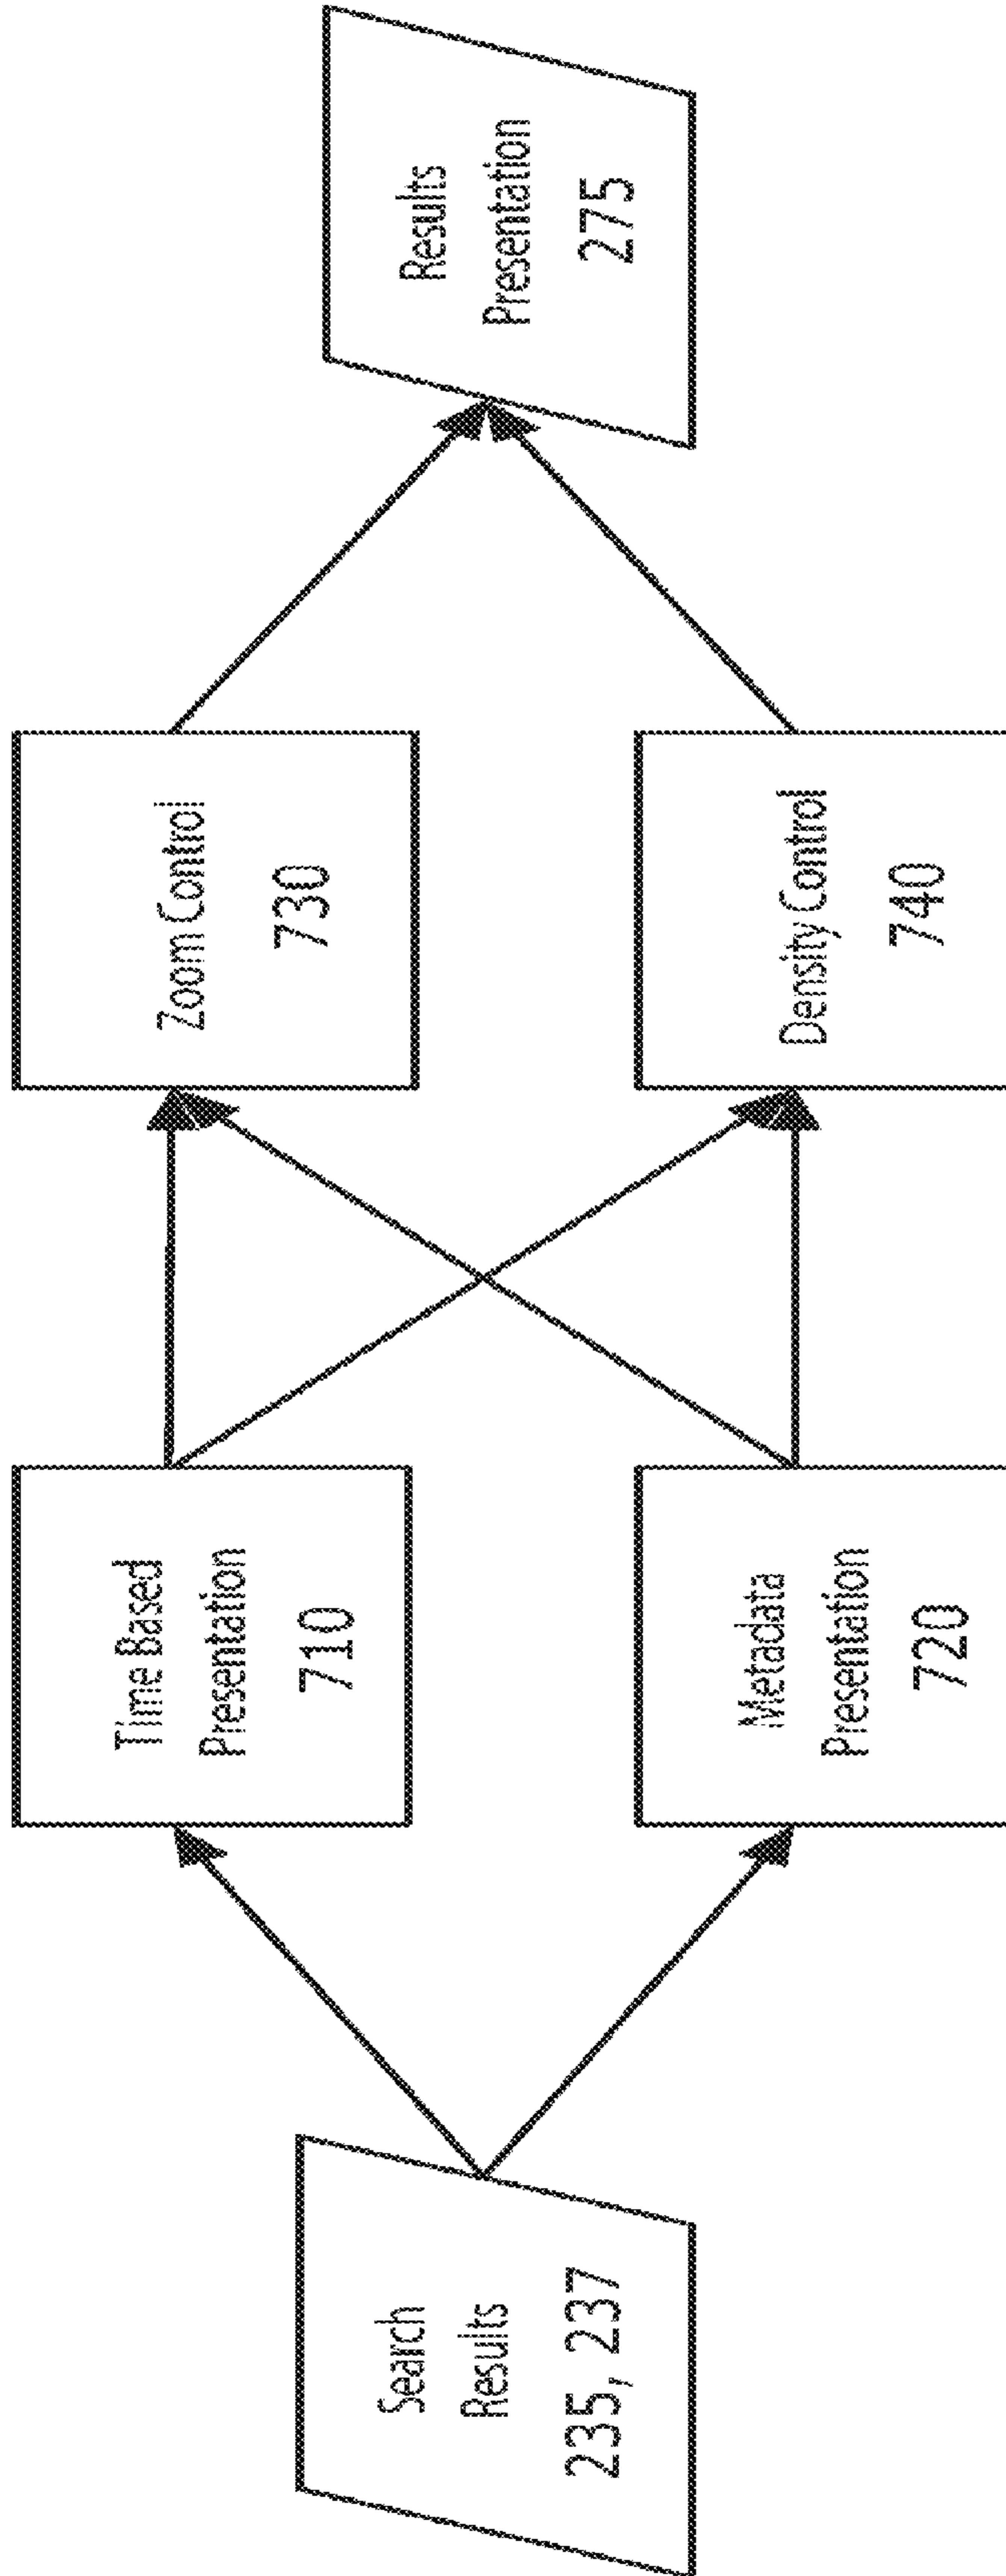 Search
Results
235, 237
Time Based
Presentation
710
Metadata
Presentation
720
Zoom Control
730
Density Control
740
Results
Presentation
275